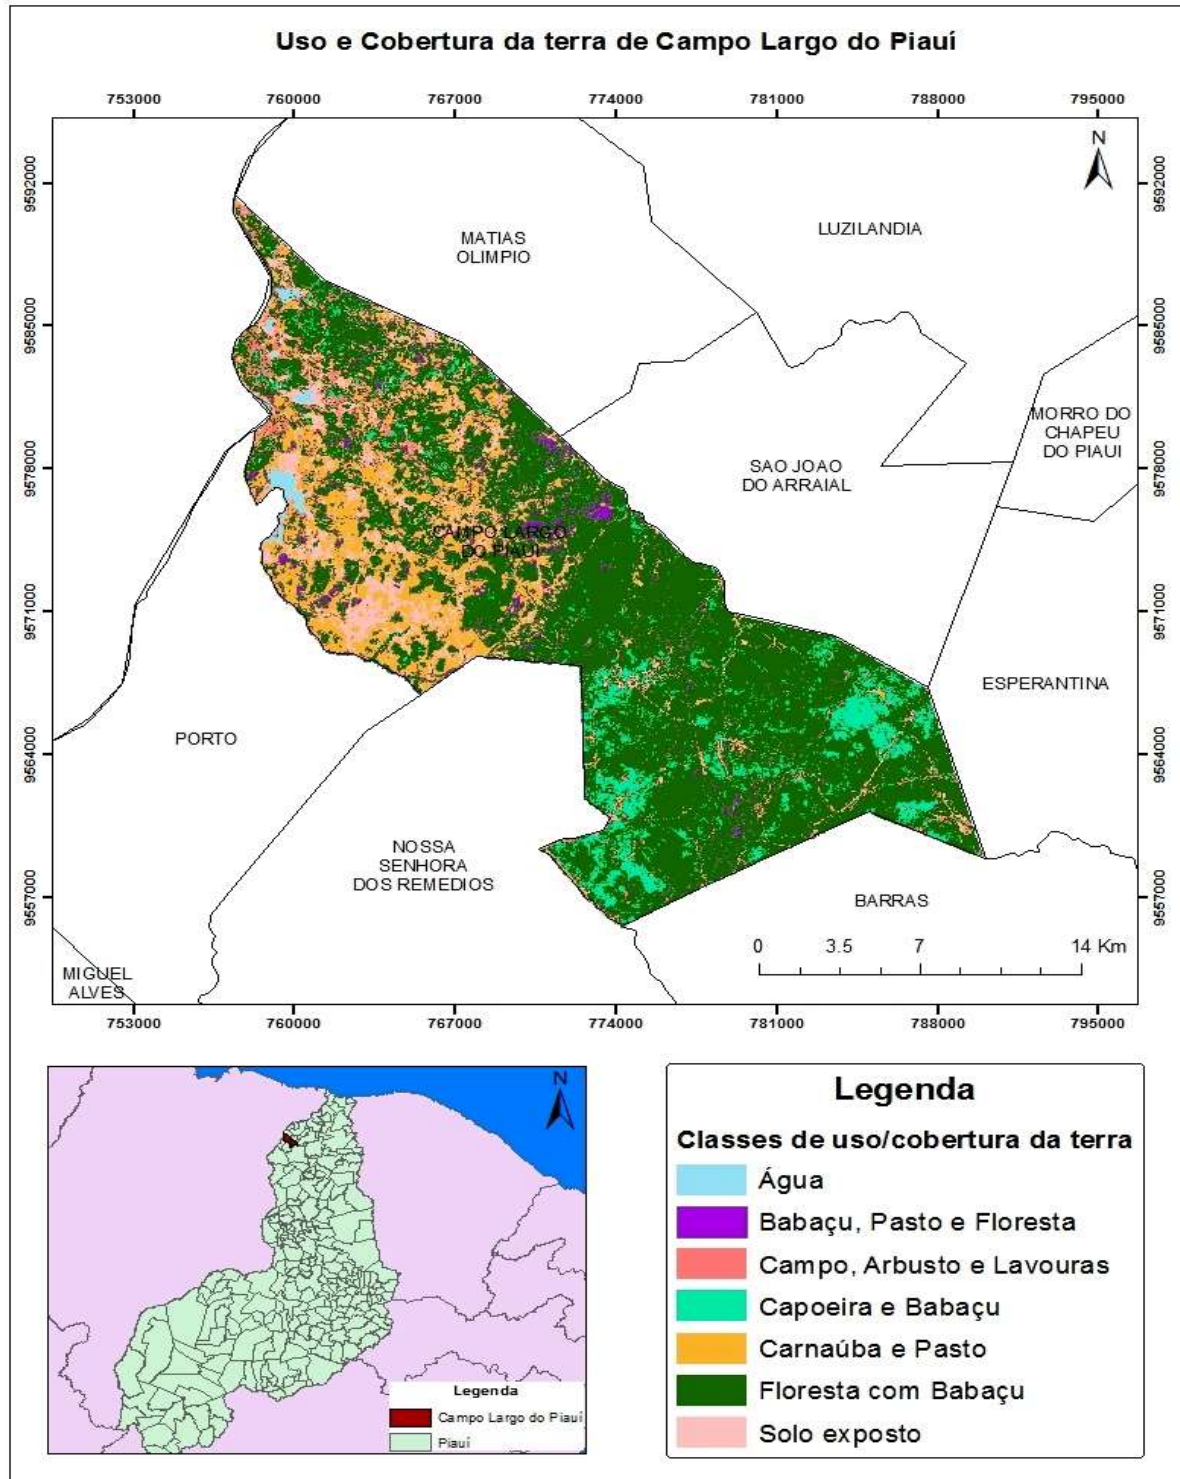 Uso e Cobertura da terra de Campo Largo do Piauí
753000 760000 767000 774000 781000 788000 795000
N
9592000 9592000
LUZILANDIA
MATIAS
OLIMPIO
9585000 9585000
MORRO DO
CHAPEU
DO PIAUI
SAO JOAO
DO ARRAIAL
9578000 9578000
CAMPO LARGO
DO PIAUI
9571000 9571000
ESPERANTINA
PORTO
9564000 9564000
NOSSA
SENHORA
DOS REMEDIOS
9557000 9557000
BARRAS
0 3.5 7 14 Km
MIGUEL
ALVES
753000 760000 767000 774000 781000 788000 795000
N
Legenda
Campo Largo do Piauí
Piauí
Legenda
Classes de uso/cobertura da terra
Água
Babaçu, Pasto e Floresta
Campo, Arbusto e Lavouras
Capoeira e Babaçu
Carnaúba e Pasto
Floresta com Babaçu
Solo exposto